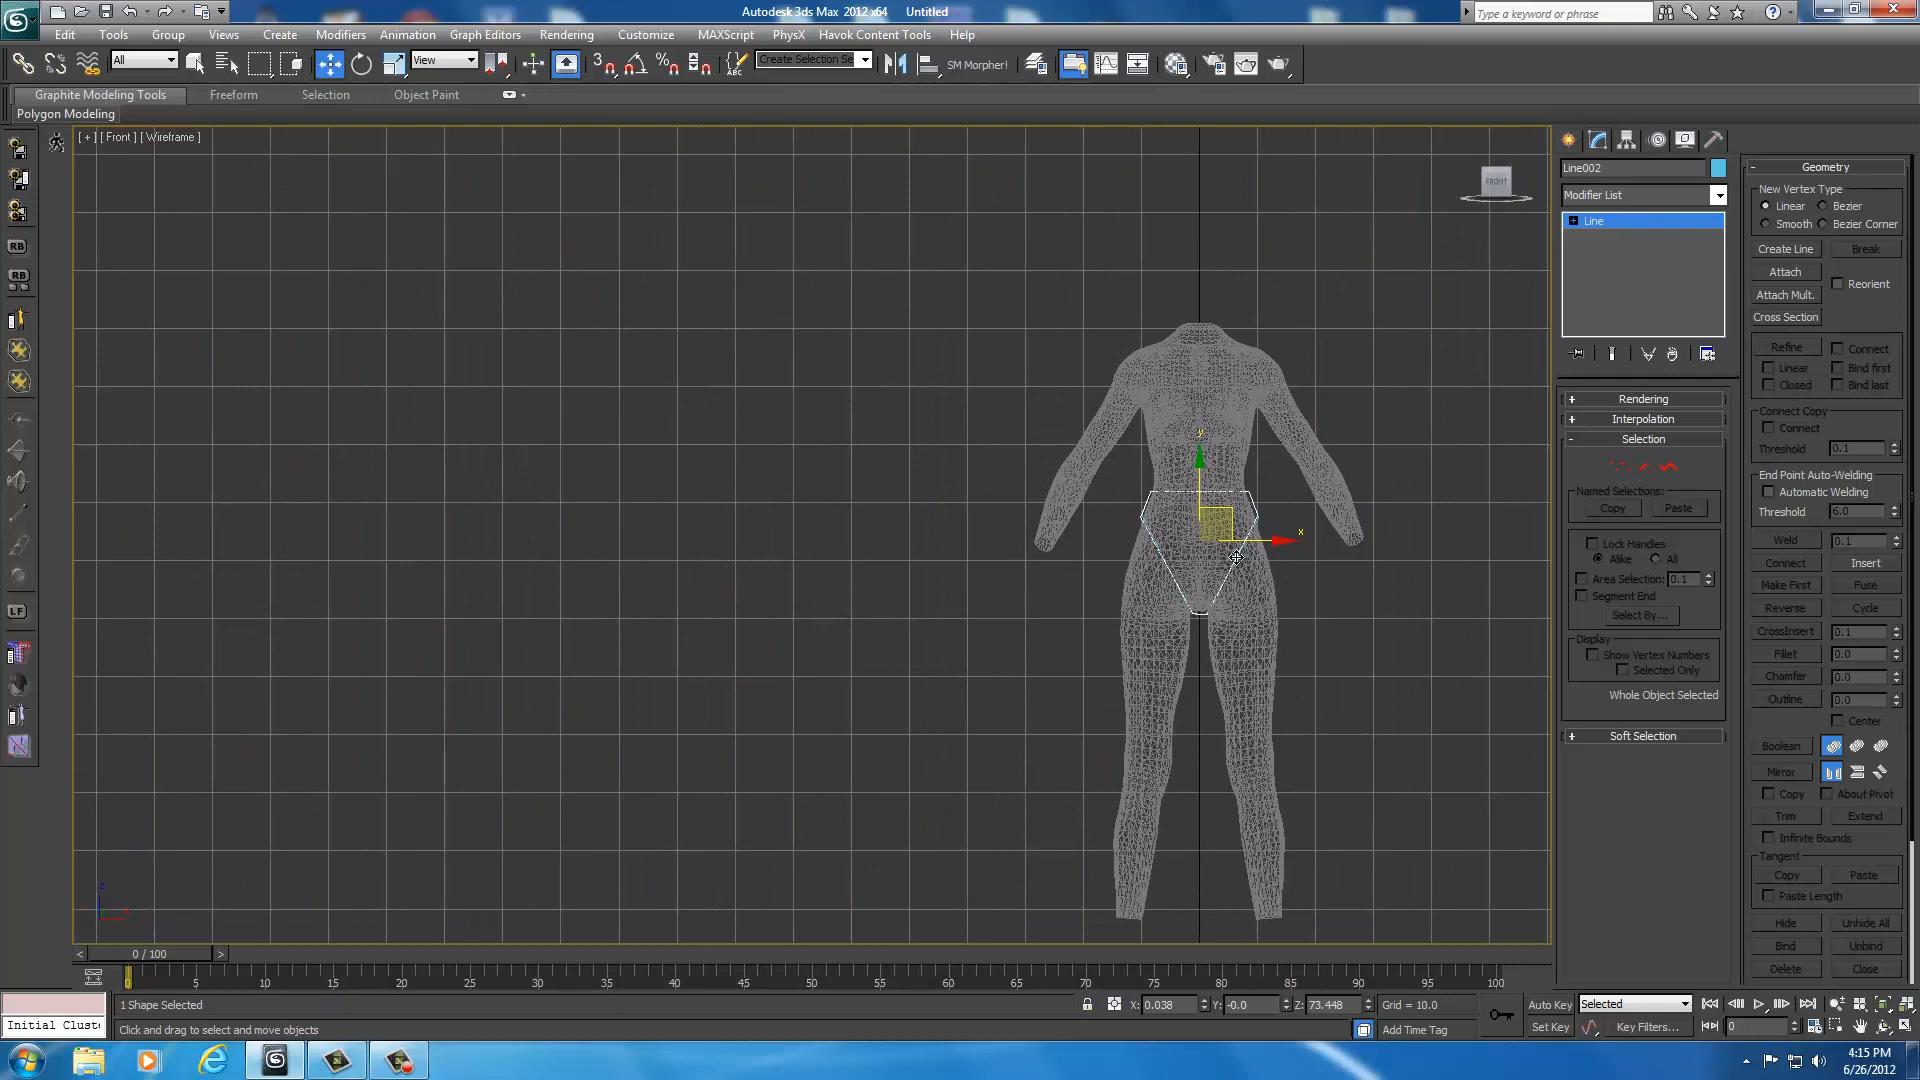 Autodesk 3ds Max 2012 x64 Untitled
Type a keyword or phrase
Edit Tools Group Views Create Modifiers Animation Graph Editors Rendering Customize MAXScript PhysX Havok Content Tools Help
All View Create Selection Se SM Morpher!
Graphite Modeling Tools Freeform Selection Object Paint
Polygon Modeling
[ + ] [ Front ] [ Wireframe ]
FRONT
RB
RB
LF
y
x
z
Line002
Modifier List
Line
Rendering
Interpolation
Selection
Named Selections:
Copy Paste
Lock Handles
Alike All
Area Selection: 0.1
Segment End
Select By...
Display
Show Vertex Numbers
Selected Only
Whole Object Selected
Soft Selection
Geometry
New Vertex Type
Linear Bezier
Smooth Bezier Corner
Create Line Break
Attach
Reorient
Attach Mult.
Cross Section
Refine Connect
Linear Bind first
Closed Bind last
Connect Copy
Connect
Threshold 0.1
End Point Auto-Welding
Automatic Welding
Threshold 6.0
Weld 0.1
Connect Insert
Make First Fuse
Reverse Cycle
CrossInsert 0.1
Fillet 0.0
Chamfer 0.0
Outline 0.0
Center
Boolean
Mirror
Copy About Pivot
Trim Extend
Infinite Bounds
Tangent
Copy Paste
Paste Length
Hide Unhide All
Bind Unbind
Delete Close
< 0 / 100 >
0 5 10 15 20 25 30 35 40 45 50 55 60 65 70 75 80 85 90 95 100
1 Shape Selected X: 0.038 Y: -0.0 Z: 73.448 Grid = 10.0 Auto Key Selected
Initial Cluste Click and drag to select and move objects Add Time Tag Set Key Key Filters... 0
4:15 PM
6/26/2012